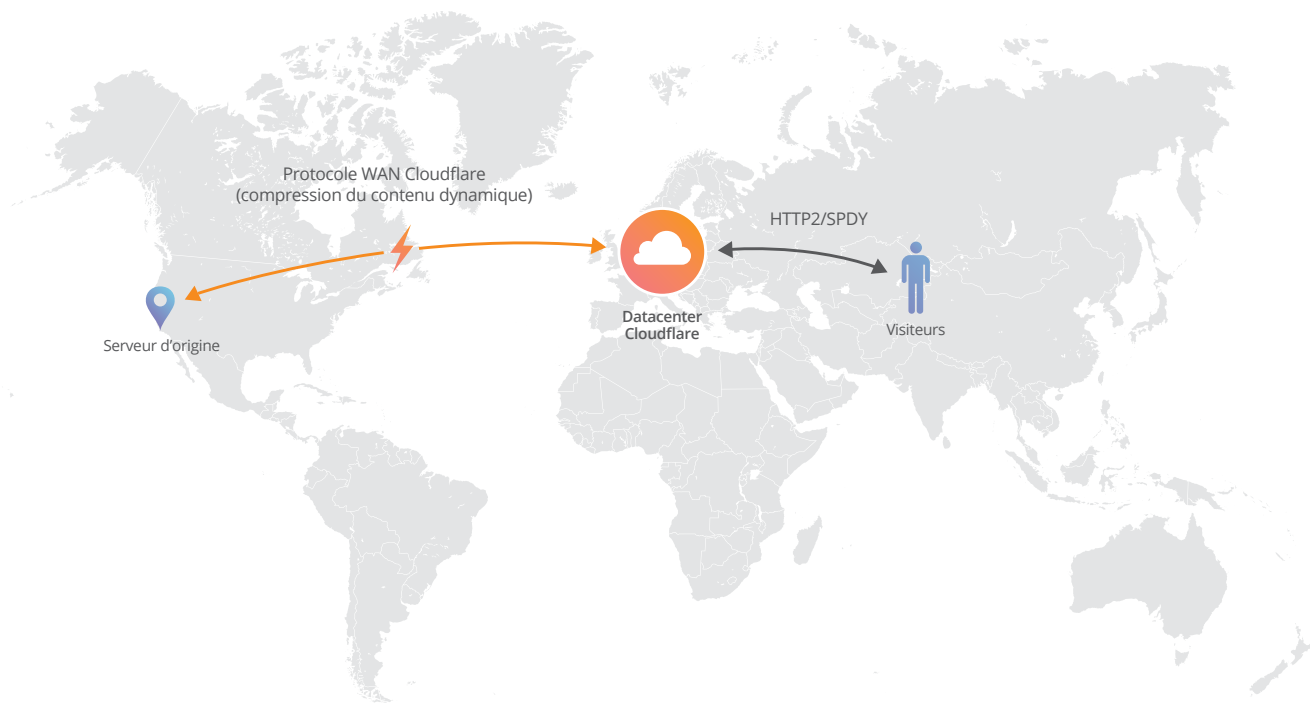 Protocole WAN Cloudflare
(compression du contenu dynamique)
HTTP2/SPDY
Datacenter
Cloudflare
Visiteurs
Serveur d'origine